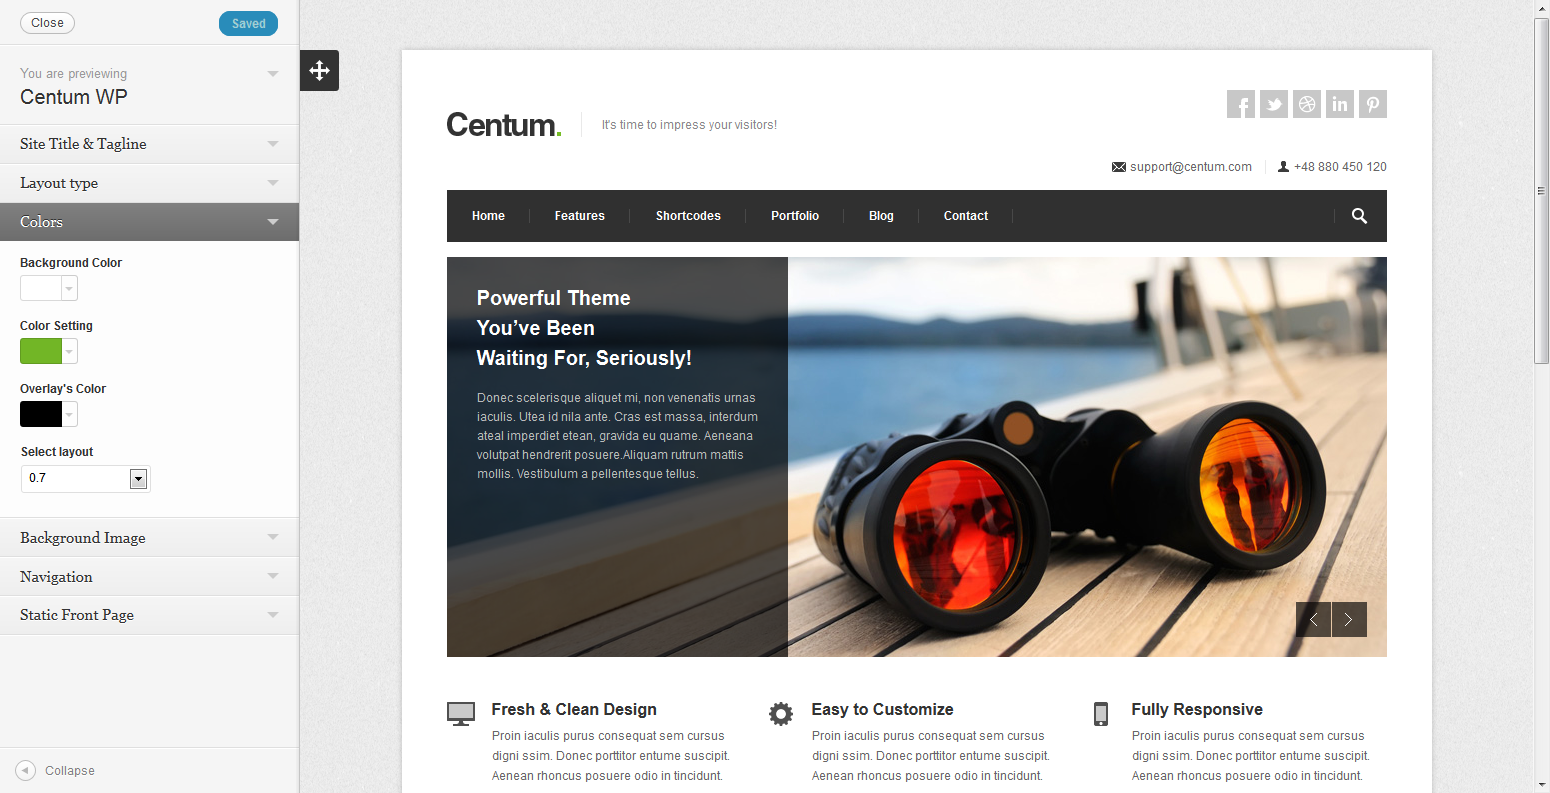 Close
Saved
You are previewing
Centum WP
Site Title & Tagline
Layout type
Colors
Background Color
Color Setting
Overlay's Color
Select layout
0.7
Background Image
Navigation
Static Front Page
Collapse
Centum.
It's time to impress your visitors!
support@centum.com
+48 880 450 120
Home
Features
Shortcodes
Portfolio
Blog
Contact
Powerful Theme
You’ve Been
Waiting For, Seriously!
Donec scelerisque aliquet mi, non venenatis urnas
iaculis. Utea id nila ante. Cras est massa, interdum
ateal imperdiet etean, gravida eu quame. Aeneana
volutpat hendrerit posuere.Aliquam rutrum mattis
mollis. Vestibulum a pellentesque tellus.
Fresh & Clean Design
Proin iaculis purus consequat sem cursus
digni ssim. Donec porttitor entume suscipit.
Aenean rhoncus posuere odio in tincidunt.
Easy to Customize
Proin iaculis purus consequat sem cursus
digni ssim. Donec porttitor entume suscipit.
Aenean rhoncus posuere odio in tincidunt.
Fully Responsive
Proin iaculis purus consequat sem cursus
digni ssim. Donec porttitor entume suscipit.
Aenean rhoncus posuere odio in tincidunt.